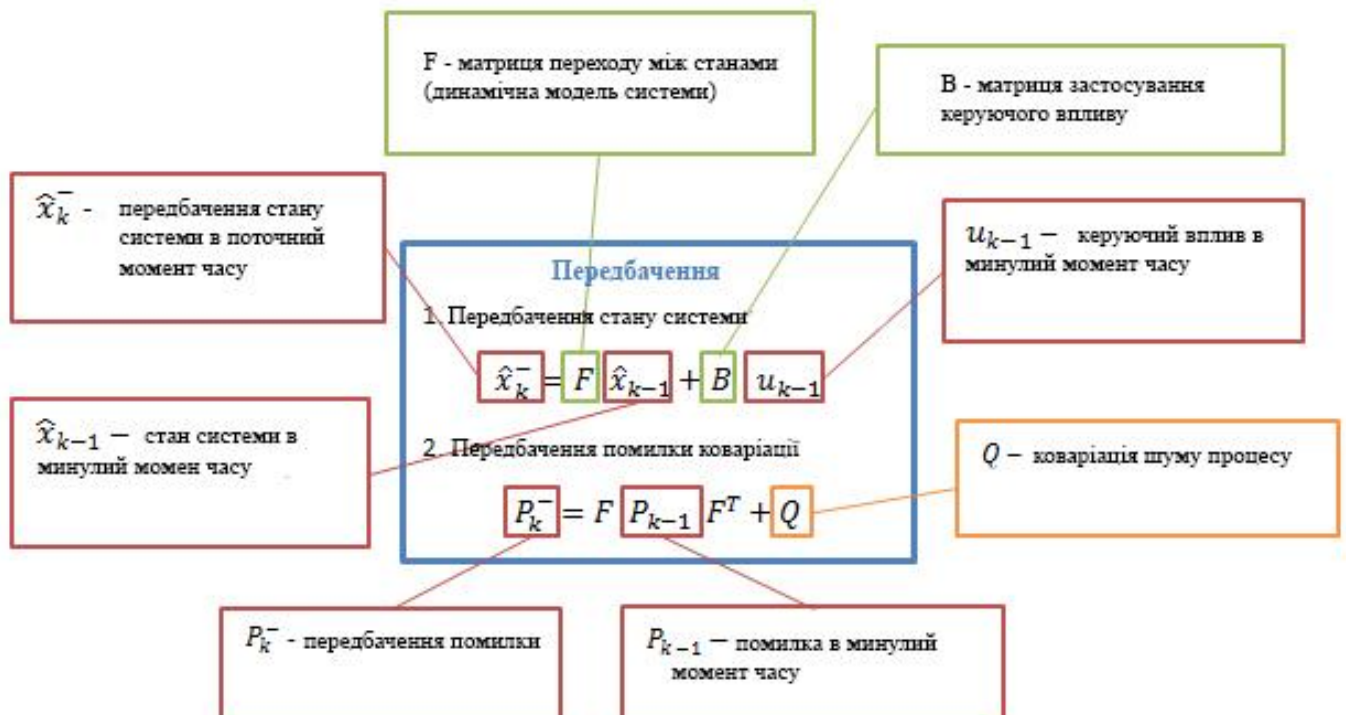 F - матриця переходу між станами
(динамічна модель системи)
B - матриця застосування
керуючого впливу
x̂ₖ⁻ - передбачення стану
системи в поточний
момент часу
uₖ₋₁ – керуючий вплив в
минулий момент часу
Передбачення
1. Передбачення стану системи
x̂ₖ⁻ = F x̂ₖ₋₁ + B uₖ₋₁
x̂ₖ₋₁ – стан системи в
минулий момен часу
2. Передбачення помилки коваріації
Pₖ⁻ = F Pₖ₋₁ Fᵀ + Q
Q – коваріація шуму процесу
Pₖ⁻ - передбачення помилки
Pₖ₋₁ – помилка в минулий
момент часу